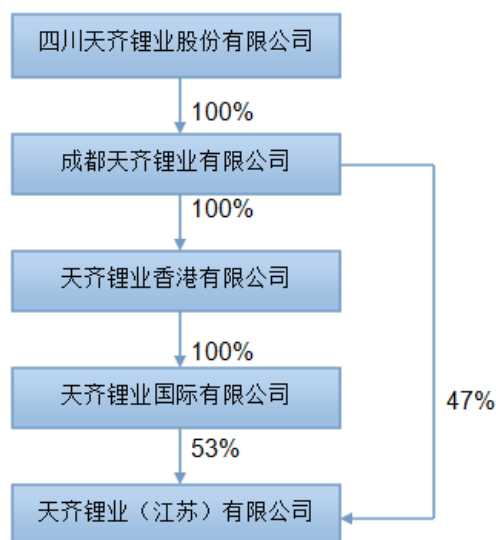 四川天齐锂业股份有限公司
100%
成都天齐锂业有限公司
100%
天齐锂业香港有限公司
100%
天齐锂业国际有限公司
47%
53%
天齐锂业（江苏）有限公司